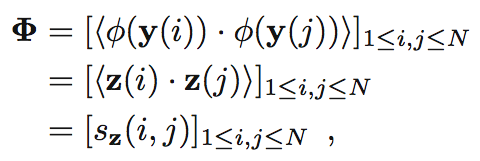 Φ = [⟨ϕ(y(i)) · ϕ(y(j))⟩]_{1≤i,j≤N}
= [⟨z(i) · z(j)⟩]_{1≤i,j≤N}
= [s_z(i, j)]_{1≤i,j≤N} ,